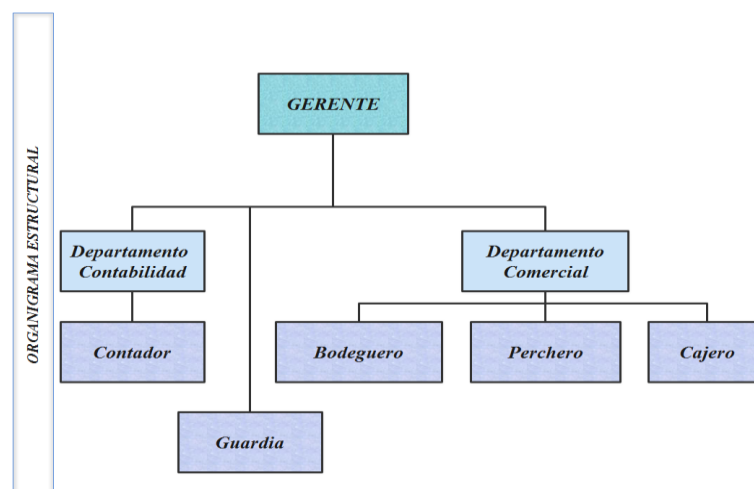 ORGANIGRAMA ESTRUCTURAL
GERENTE
Departamento
Contabilidad
Departamento
Comercial
Contador
Bodeguero
Perchero
Cajero
Guardia